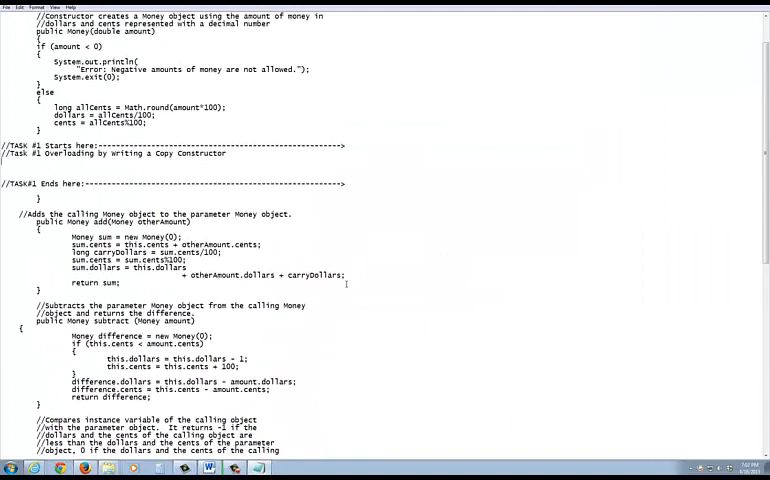 File Edit Format View Help
//Constructor creates a Money object using the amount of money in
//dollars and cents represented with a decimal number
public Money(double amount)
{
if (amount < 0)
{
System.out.println(
"Error: Negative amounts of money are not allowed.");
System.exit(0);
}
else
{
long allCents = Math.round(amount*100);
dollars = allCents/100;
cents = allCents%100;
}
//TASK #1 Starts here:------------------------------------------------------->
//Task #1 Overloading by Writing a Copy Constructor
//TASK#1 Ends here:---------------------------------------------------------->
}
//Adds the calling Money object to the parameter Money object.
public Money add(Money otherAmount)
{
Money sum = new Money(0);
sum.cents = this.cents + otherAmount.cents;
long carryDollars = sum.cents/100;
sum.cents = sum.cents%100;
sum.dollars = this.dollars
+ otherAmount.dollars + carryDollars;
return sum;
}
//Subtracts the parameter Money object from the calling Money
//object and returns the difference.
public Money subtract (Money amount)
{
Money difference = new Money(0);
if (this.cents < amount.cents)
{
this.dollars = this.dollars - 1;
this.cents = this.cents + 100;
}
difference.dollars = this.dollars - amount.dollars;
difference.cents = this.cents - amount.cents;
return difference;
}
//Compares instance variable of the calling object
//with the parameter object. It returns -1 if the
//dollars and the cents of the calling object are
//less than the dollars and the cents of the parameter
//object, 0 if the dollars and the cents of the calling
7:02 PM